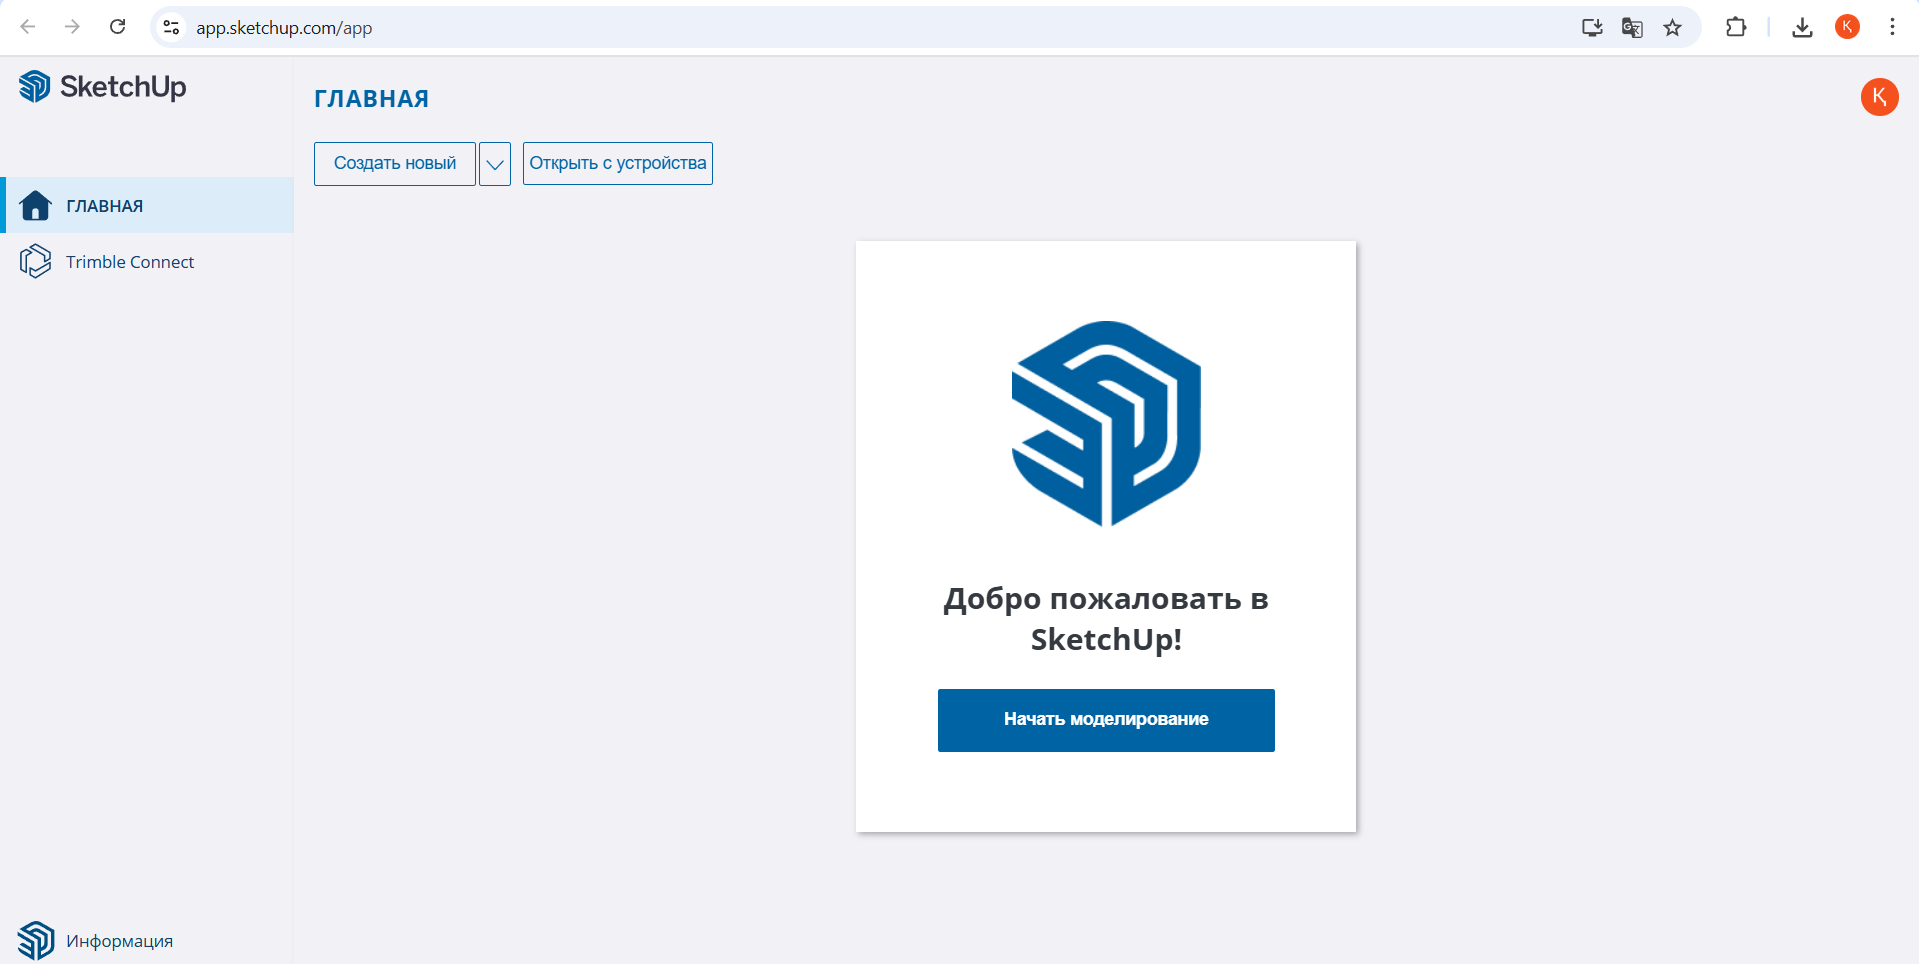 app.sketchup.com/app
K
SketchUp
ГЛАВНАЯ
Қ
Создать новый
Открыть с устройства
ГЛАВНАЯ
Trimble Connect
Добро пожаловать в
SketchUp!
Начать моделирование
Информация